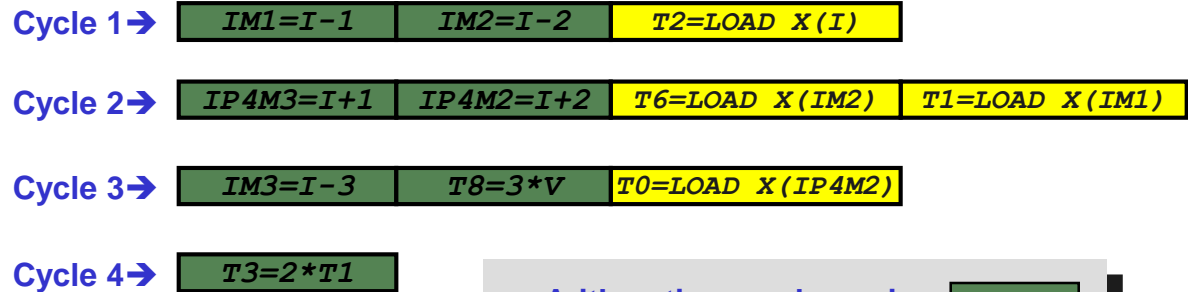 Cycle 1➔ IM1=I-1 IM2=I-2 T2=LOAD X(I)
Cycle 2➔ IP4M3=I+1 IP4M2=I+2 T6=LOAD X(IM2) T1=LOAD X(IM1)
Cycle 3➔ IM3=I-3 T8=3*V T0=LOAD X(IP4M2)
Cycle 4➔ T3=2*T1